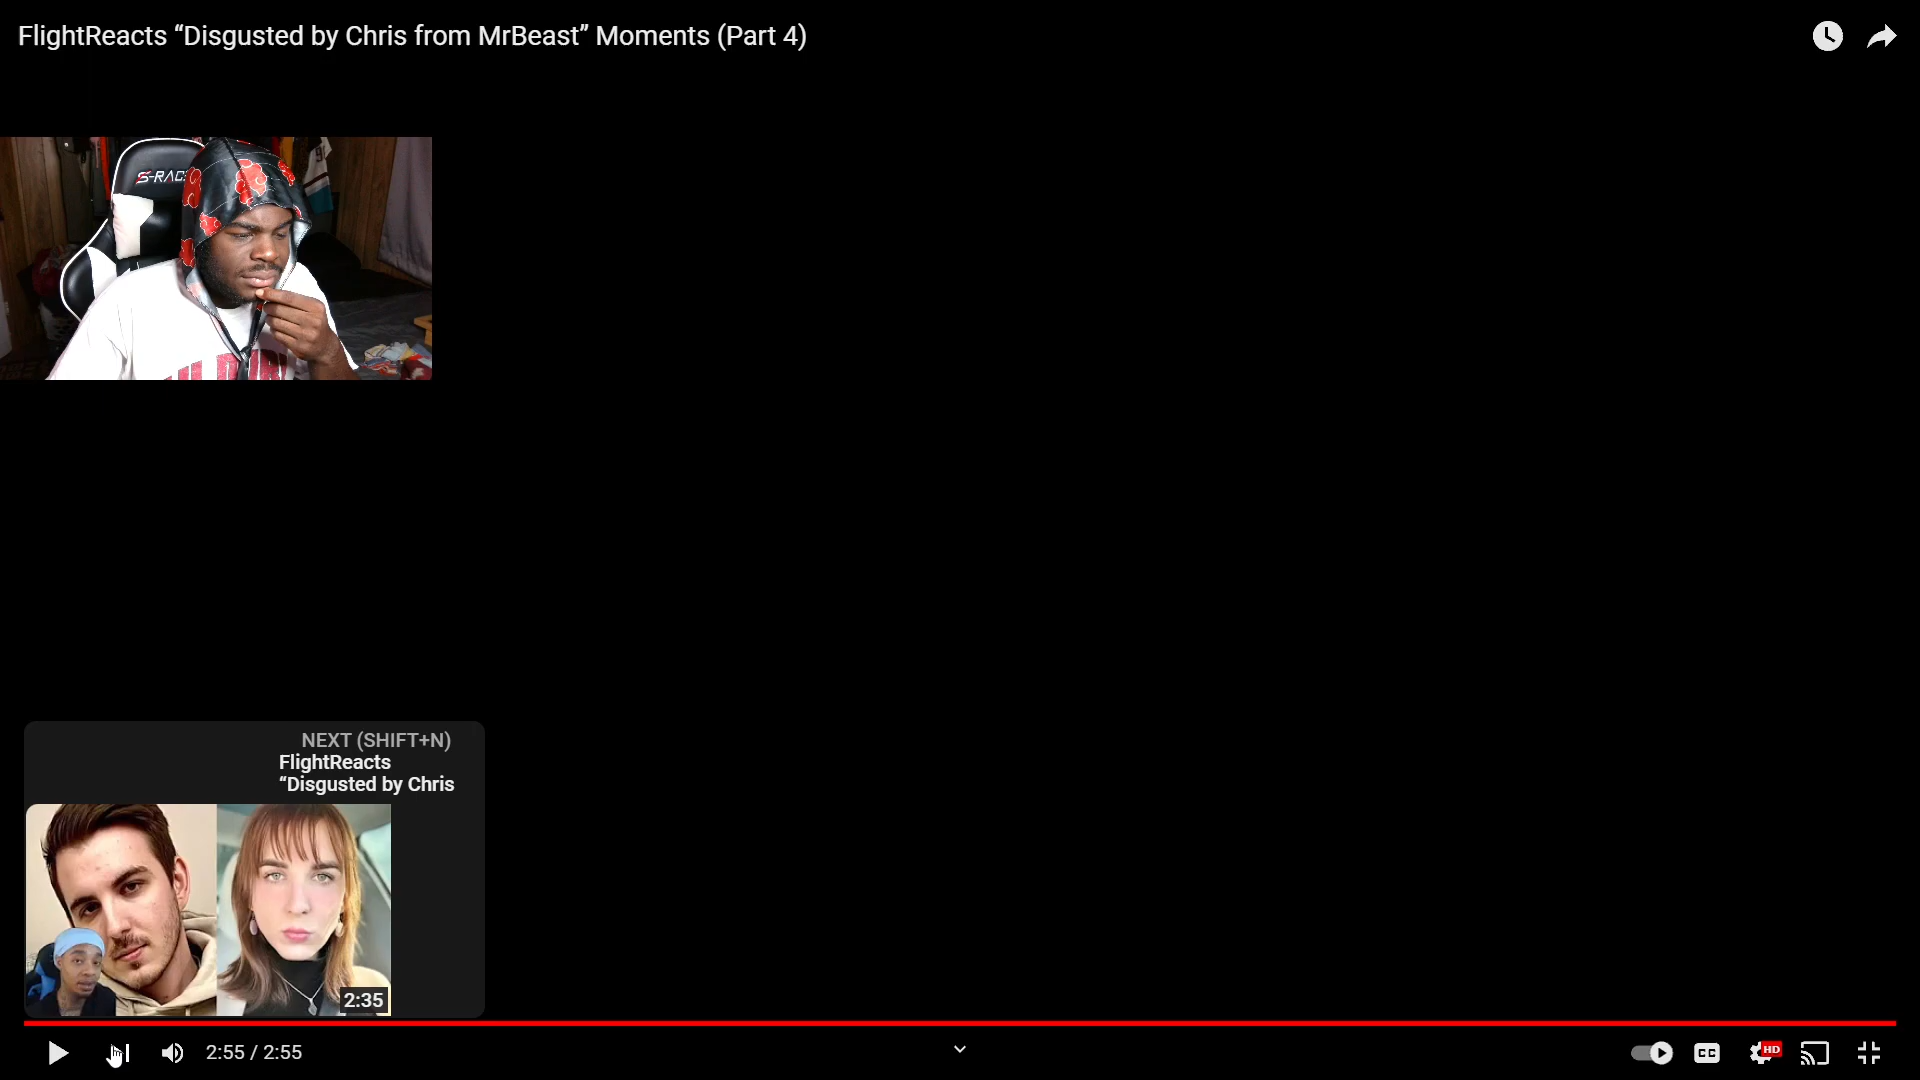 FlightReacts “Disgusted by Chris from MrBeast” Moments (Part 4)
S-RAC
NEXT (SHIFT+N)
FlightReacts
“Disgusted by Chris
2:35
2:55 / 2:55
CC
HD